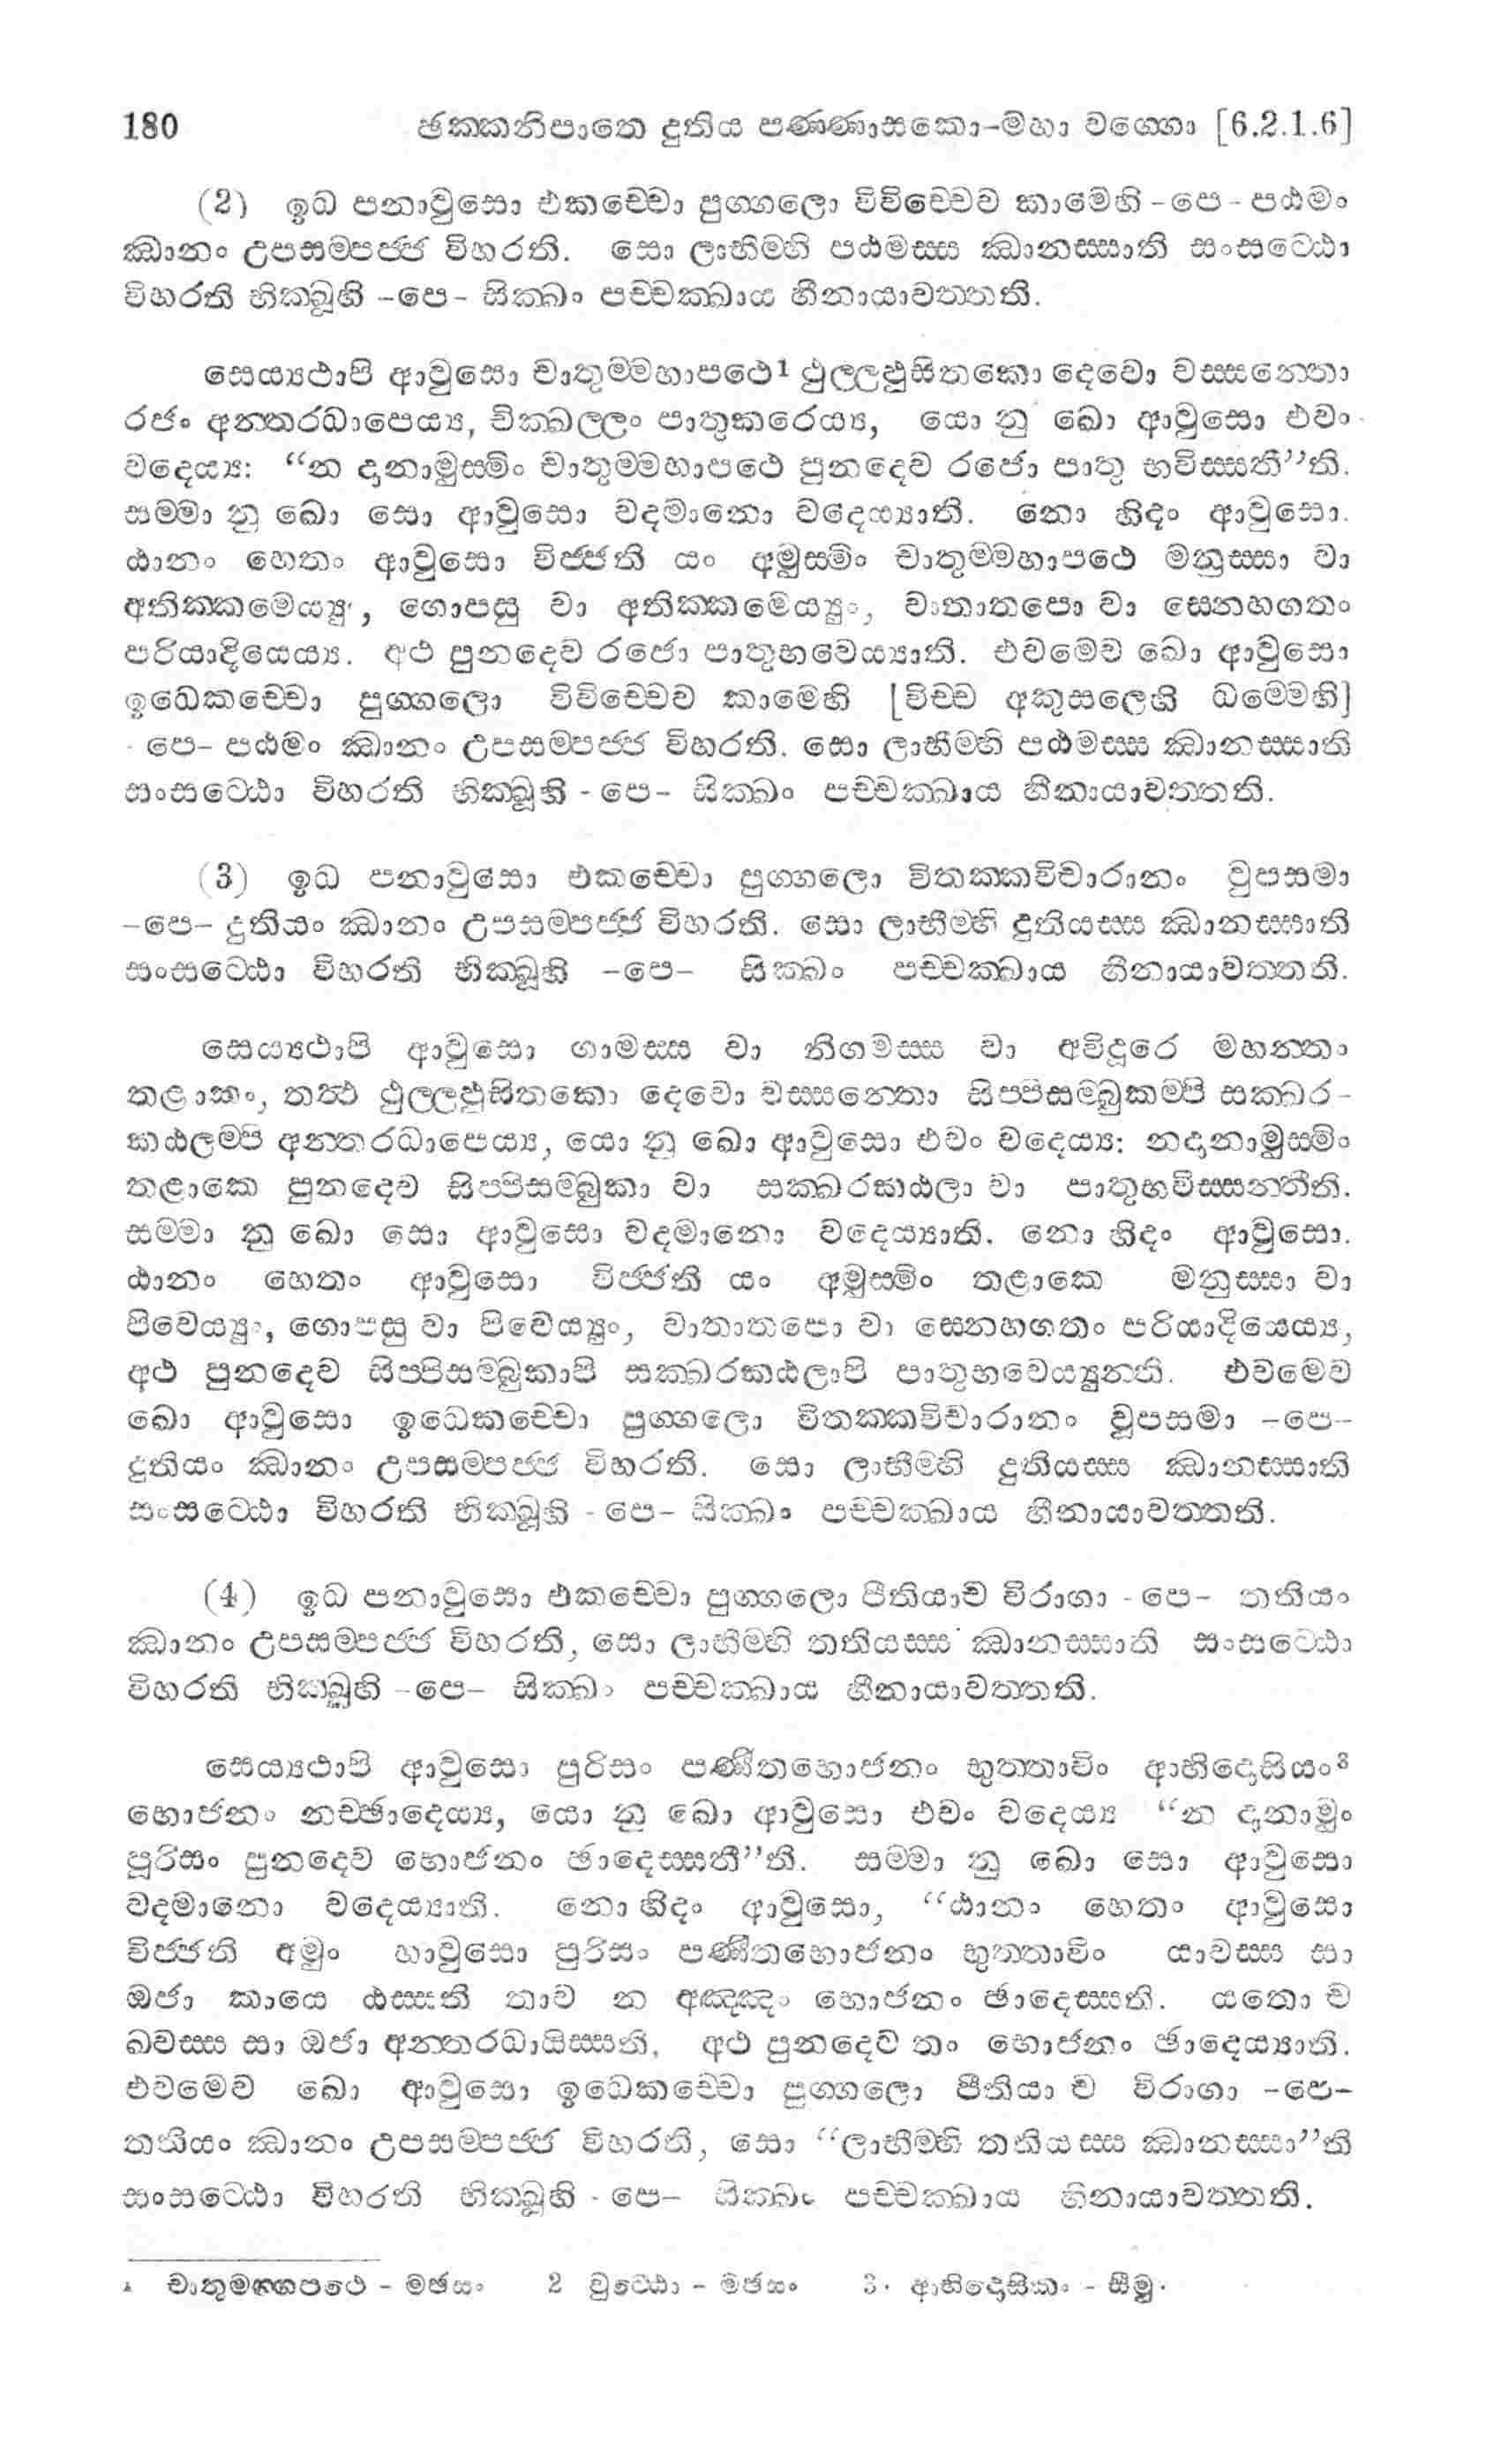 180 ඡක්කනිපාතෙ දුතිය පණ්ණාසකො-මහා වග්ගො [6.2.1.6]
(2) ඉධ පනාවුසො එකච්චො පුග්ගලො විවිච්චෙව කාමෙහි -පෙ- පඨමං
ඣානං උපසම්පජ්ජ විහරති. සො ලාභීම්හි පඨමස්ස ඣානස්සාති සංසට්ඨො
විහරති භික්ඛූහි -පෙ- සික්ඛං පච්චක්ඛාය හීනායාවත්තති.
සෙය්‍යථාපි ආවුසො චාතුම්මහාපථෙ1 ථුල්ලඵුසිතකො දෙවො වස්සන්තො
රජං අන්තරධාපෙය්‍ය, චික්ඛල්ලං පාතුකරෙය්‍ය, යො නු ඛො ආවුසො එවං
වදෙය්‍ය: “න දානාමුස්මිං චාතුම්මහාපථෙ පුනදෙව රජො පාතු භවිස්සතී”ති.
සම්මා නු ඛො සො ආවුසො වදමානො වදෙය්‍යාති. නො හිදං ආවුසො.
ඨානං හෙතං ආවුසො විජ්ජති යං අමුස්මිං චාතුම්මහාපථෙ මනුස්සා වා
අතික්කමෙය්‍යුං, ගොපසු වා අතික්කමෙය්‍යුං, වාතාතපො වා සෙනහගතං
පරියාදියෙය්‍ය. අථ පුනදෙව රජො පාතුභවෙය්‍යාති. එවමෙව ඛො ආවුසො
ඉධෙකච්චො පුග්ගලො විවිච්චෙව කාමෙහි [විච්ච අකුසලෙහි ධම්මෙහි]
- පෙ- පඨමං ඣානං උපසම්පජ්ජ විහරති. සො ලාභීම්හි පඨමස්ස ඣානස්සාති
සංසට්ඨො විහරති භික්ඛූහි - පෙ- සික්ඛං පච්චක්ඛාය හීනායාවත්තති.
(3) ඉධ පනාවුසො එකච්චො පුග්ගලො විතක්කවිචාරානං වුපසමා
-පෙ- දුතියං ඣානං උපසම්පජ්ජ විහරති. සො ලාභීම්හි දුතියස්ස ඣානස්සාති
සංසට්ඨො විහරති භික්ඛූහි -පෙ- සික්ඛං පච්චක්ඛාය හීනායාවත්තති.
සෙය්‍යථාපි ආවුසො ගාමස්ස වා නිගමස්ස වා අවිදූරෙ මහන්තා
තළාකං, තත්‍ථ ථුල්ලඵුසිතකො දෙවො වස්සන්තො සිප්පිසම්බුකම්පි සක්ඛර-
කඨලම්පි අන්තරධාපෙය්‍ය, යො නු ඛො ආවුසො එවං වදෙය්‍ය: නදානාමුස්මිං
තළාකෙ පුනදෙව සිප්පිසම්බුකා වා සක්ඛරකඨලා වා පාතුභවිස්සන්තීති.
සම්මා නු ඛො සො ආවුසො වදමානො වදෙය්‍යාති. නො හිදං ආවුසො.
ඨානං හෙතං ආවුසො විජ්ජති යං අමුස්මිං තළාකෙ මනුස්සා වා
පිවෙය්‍යුං, ගොපසු වා පිවෙය්‍යුං, වාතාතපො වා සෙනහගතං පරියාදියෙය්‍ය,
අථ පුනදෙව සිප්පිසම්බුකාපි සක්ඛරකඨලාපි පාතුභවෙය්‍යුන්ති. එවමෙව
ඛො ආවුසො ඉධෙකච්චො පුග්ගලො විතක්කවිචාරානං වූපසමා -පෙ-
දුතියං ඣානං උපසම්පජ්ජ විහරති. සො ලාභීම්හි දුතියස්ස ඣානස්සාති
සංසට්ඨො විහරති භික්ඛූහි - පෙ- සික්ඛං පච්චක්ඛාය හීනායාවත්තති.
(4) ඉධ පනාවුසො එකච්චො පුග්ගලො පීතියාච විරාගා - පෙ- තතියං
ඣානං උපසම්පජ්ජ විහරති, සො ලාභීම්හි තතියස්ස ඣානස්සාති සංසට්ඨො
විහරති භික්ඛූහි -පෙ- සික්ඛං පච්චක්ඛාය හීනායාවත්තති.
සෙය්‍යථාපි ආවුසො පුරිසං පණීතභොජනං භුත්තාවිං ආභිදොසියං3
භොජනං නච්ඡාදෙය්‍ය, යො නු ඛො ආවුසො එවං වදෙය්‍ය “න දානාමුං
පුරිසං පුනදෙව භොජනං ඡාදෙස්සතී”ති. සම්මා නු ඛො සො ආවුසො
වදමානො වදෙය්‍යාති. නො හිදං ආවුසො, “ඨානං හෙතං ආවුසො
විජ්ජති අමුං හාවුසො පුරිසං පණීතභොජනං භුත්තාවිං යාවස්ස සා
ඔජා කායෙ ඨස්සති තාව න අඤ්ඤං භොජනං ඡාදෙස්සති. යතො ච
ඛවස්ස සා ඔජා අන්තරධායිස්සති, අථ පුනදෙව තං භොජනං ඡාදෙය්‍යාති.
එවමෙව ඛො ආවුසො ඉධෙකච්චො පුග්ගලො පීතියා ච විරාගා -පෙ-
තතියං ඣානං උපසම්පජ්ජ විහරති, සො “ලාභීම්හි තතියස්ස ඣානස්සා”ති
සංසට්ඨො විහරති භික්ඛූහි - පෙ- සික්ඛං පච්චක්ඛාය හිනායාවත්තති.
1 චාතුමග්ගපථෙ - මඡසං 2 වුට්ඨො - මඡසං 3. ආභිදොසිකං - සීමු.